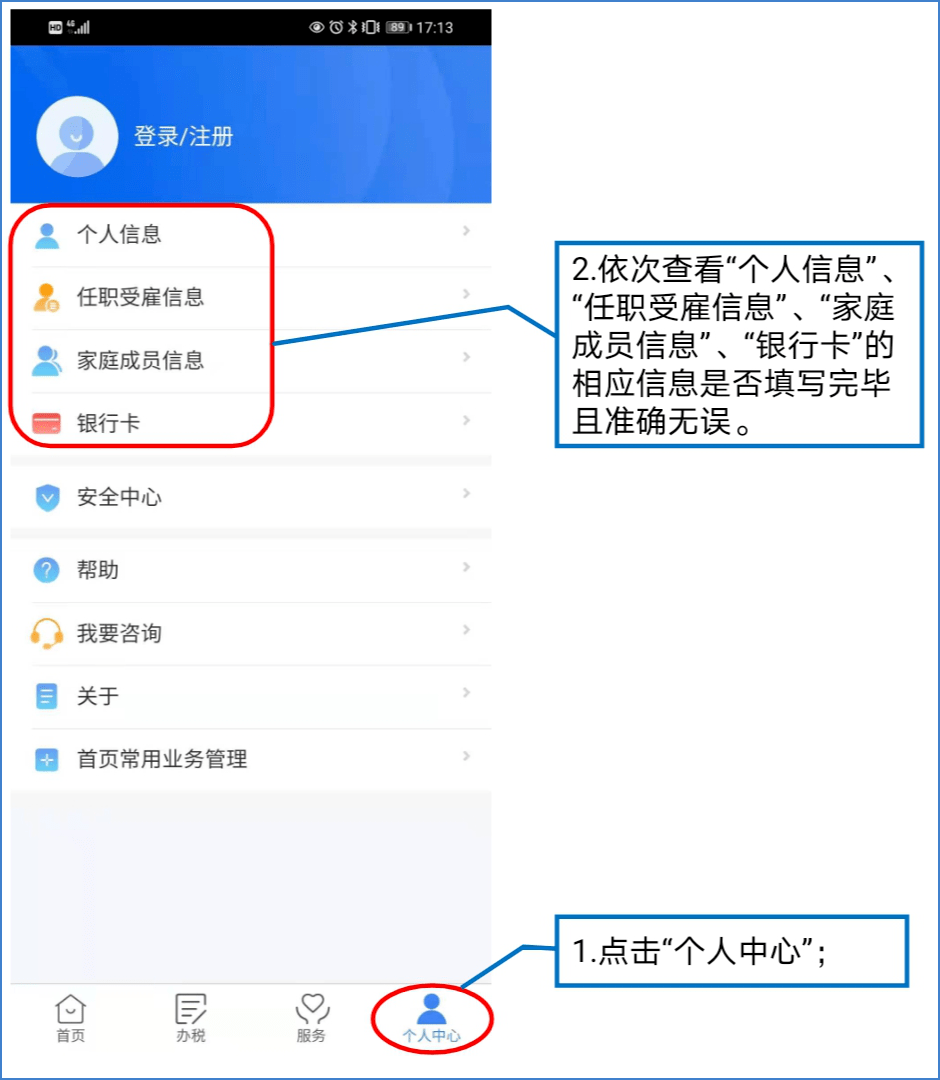 HD 4G 89 17:13
登录/注册
个人信息
任职受雇信息
家庭成员信息
银行卡
安全中心
帮助
我要咨询
关于
首页常用业务管理
首页
办税
服务
个人中心
2.依次查看“个人信息”、
“任职受雇信息”、“家庭
成员信息”、“银行卡”的
相应信息是否填写完毕
且准确无误。
1.点击“个人中心”；